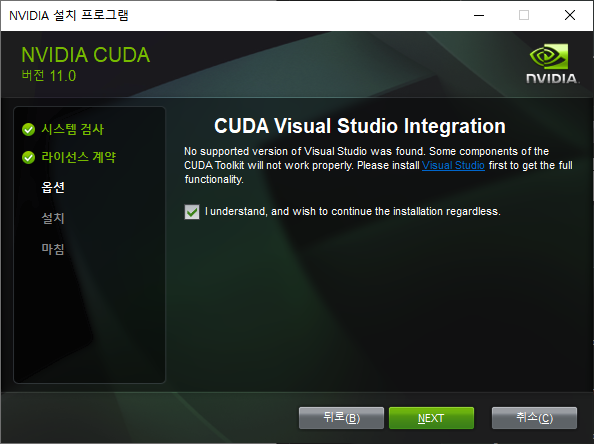 NVIDIA 설치 프로그램
NVIDIA CUDA
버전 11.0
NVIDIA.
시스템 검사
라이선스 계약
옵션
설치
마침
CUDA Visual Studio Integration
No supported version of Visual Studio was found. Some components of the
CUDA Toolkit will not work properly. Please install Visual Studio first to get the full
functionality.
I understand, and wish to continue the installation regardless.
뒤로(B)
NEXT
취소(C)